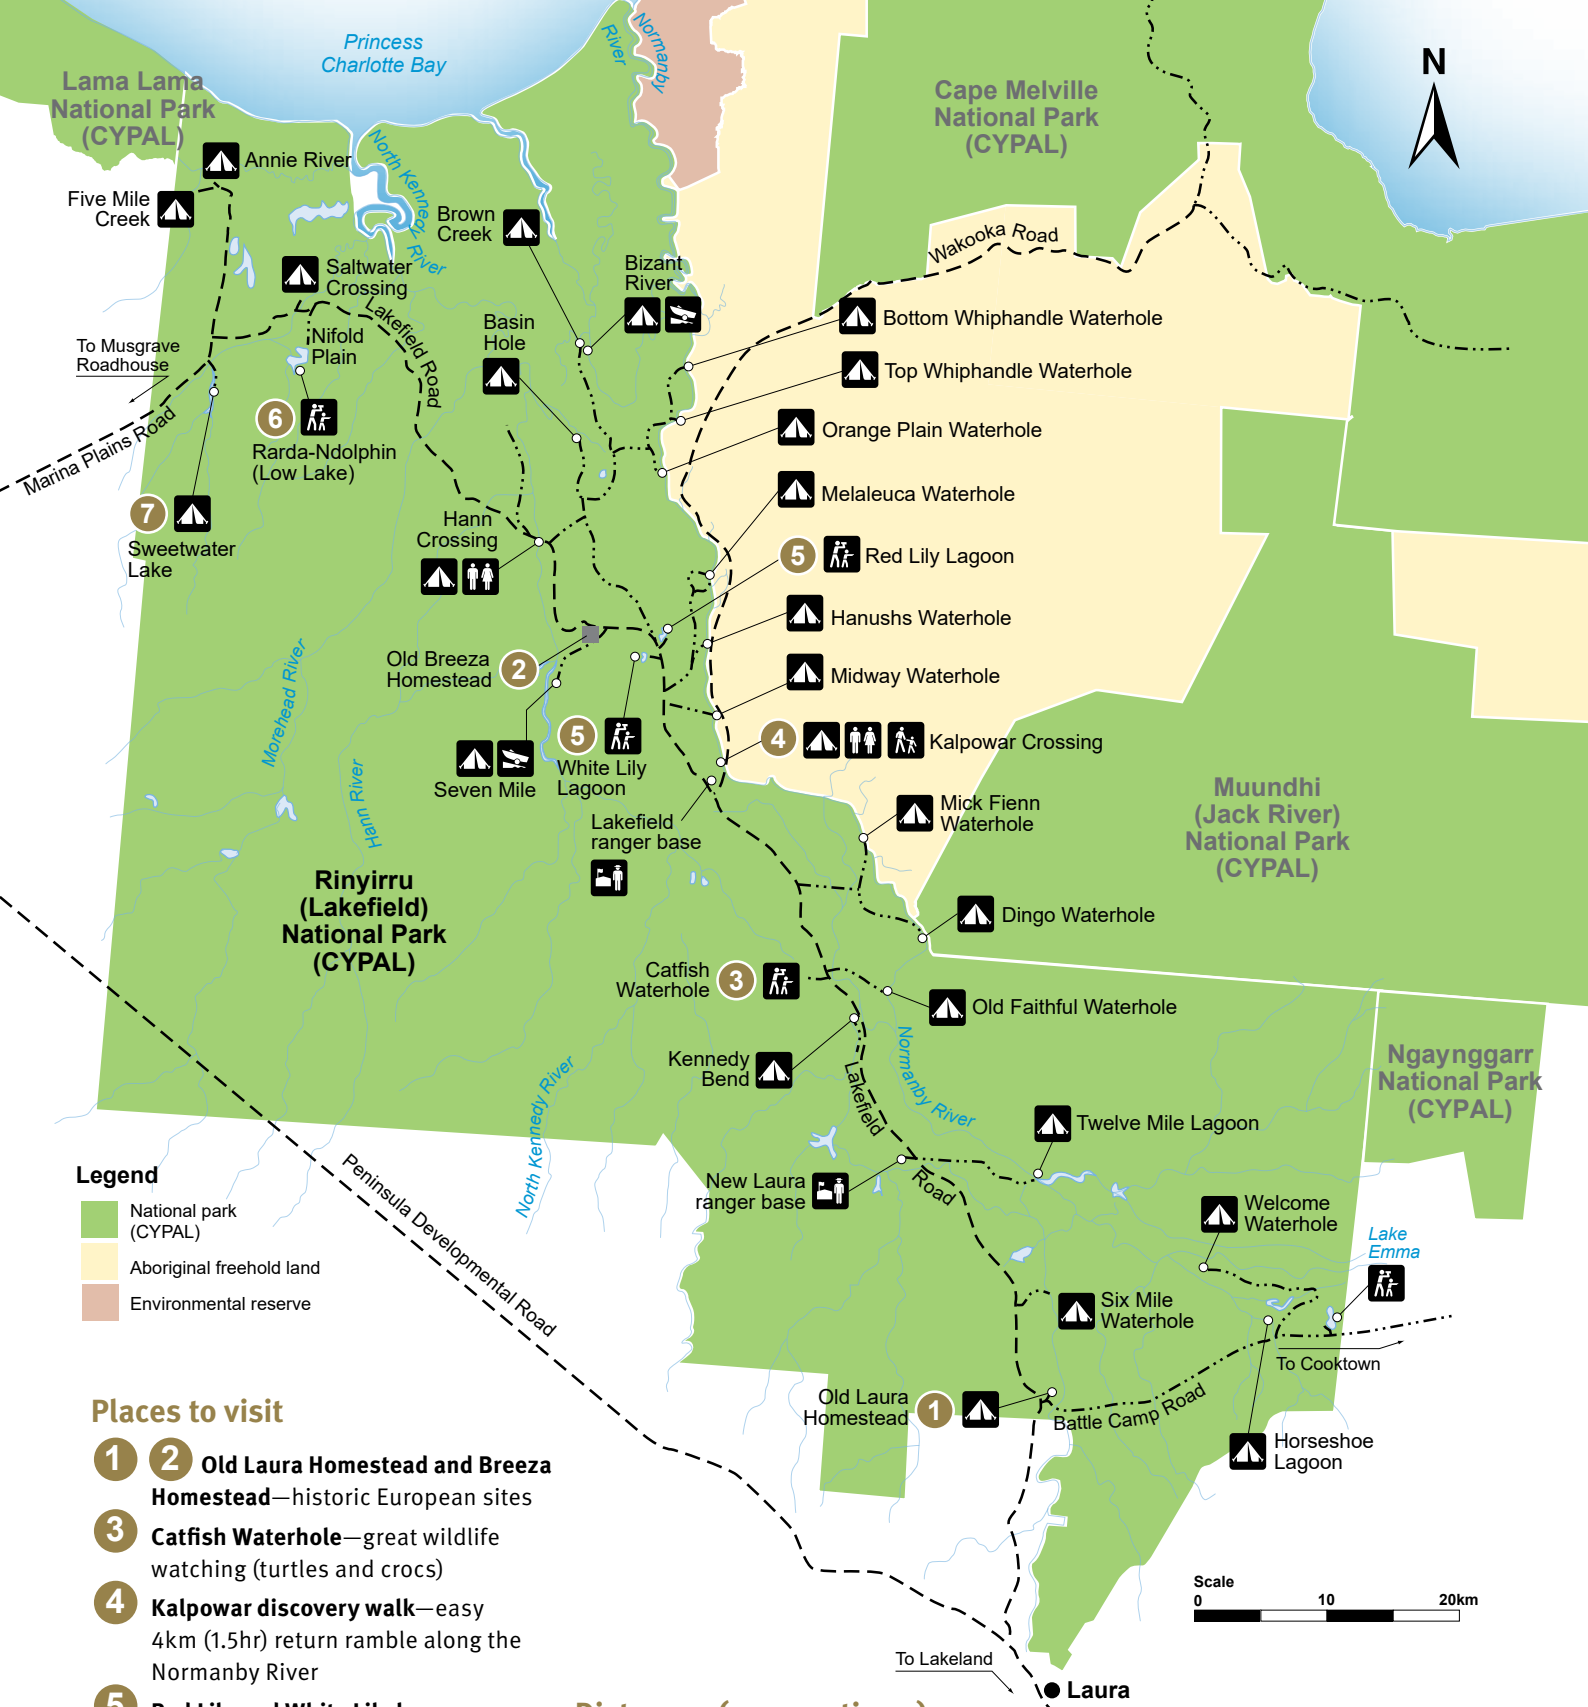 Princess
Charlotte Bay
Normanby
River
N
Lama Lama
National Park
(CYPAL)
Cape Melville
National Park
(CYPAL)
Annie River
Five Mile
Creek
North Kennedy
River
Brown
Creek
Wakooka Road
Saltwater
Crossing
Bizant
River
Lakefield Road
Nifold
Plain
Basin
Hole
Bottom Whiphandle Waterhole
To Musgrave
Roadhouse
Top Whiphandle Waterhole
6
Rarda-Ndolphin
(Low Lake)
Marina Plains Road
Orange Plain Waterhole
Melaleuca Waterhole
7
Sweetwater
Lake
Hann
Crossing
5
Red Lily Lagoon
Hanushs Waterhole
Old Breeza
Homestead
2
Midway Waterhole
Morehead River
5
White Lily
Lagoon
4
Kalpowar Crossing
Seven Mile
Hann River
Lakefield
ranger base
Mick Fienn
Waterhole
Muundhi
(Jack River)
National Park
(CYPAL)
Rinyirru
(Lakefield)
National Park
(CYPAL)
Dingo Waterhole
Catfish
Waterhole
3
Old Faithful Waterhole
Kennedy
Bend
Normanby River
Ngaynggarr
National Park
(CYPAL)
North Kennedy River
Lakefield
Road
Twelve Mile Lagoon
New Laura
ranger base
Welcome
Waterhole
Lake
Emma
Legend
National park
(CYPAL)
Aboriginal freehold land
Environmental reserve
Peninsula Developmental Road
Six Mile
Waterhole
To Cooktown
Old Laura
Homestead
1
Battle Camp Road
Horseshoe
Lagoon
Places to visit
1 2 Old Laura Homestead and Breeza
Homestead—historic European sites
3 Catfish Waterhole—great wildlife
watching (turtles and crocs)
4 Kalpowar discovery walk—easy
4km (1.5hr) return ramble along the
Normanby River
5
Scale
0 10 20km
To Lakeland
Laura